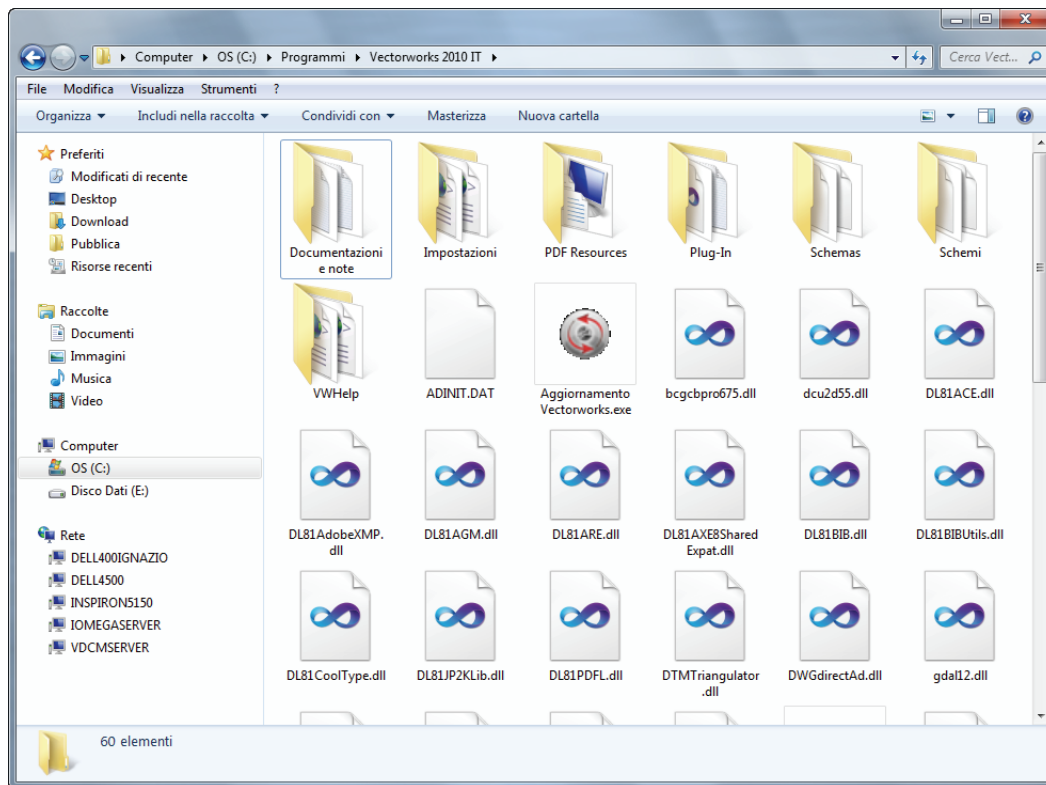 Computer OS (C:) Programmi Vectorworks 2010 IT
Cerca Vect...
File Modifica Visualizza Strumenti ?
Organizza Includi nella raccolta Condividi con Masterizza Nuova cartella
Preferiti
Modificati di recente
Desktop
Download
Pubblica
Risorse recenti
Raccolte
Documenti
Immagini
Musica
Video
Computer
OS (C:)
Disco Dati (E:)
Rete
DELL400IGNAZIO
DELL4500
INSPIRON5150
IOMEGASERVER
VDCMSERVER
Documentazioni
e note
Impostazioni
PDF Resources
Plug-In
Schemas
Schemi
VWHelp
ADINIT.DAT
Aggiornamento
Vectorworks.exe
bcgcbpro675.dll
dcu2d55.dll
DL81ACE.dll
DL81AdobeXMP.
dll
DL81AGM.dll
DL81ARE.dll
DL81AXE8Shared
Expat.dll
DL81BIB.dll
DL81BIBUtils.dll
DL81CoolType.dll
DL81JP2KLib.dll
DL81PDFL.dll
DTMTriangulator
.dll
DWGdirectAd.dll
gdal12.dll
60 elementi